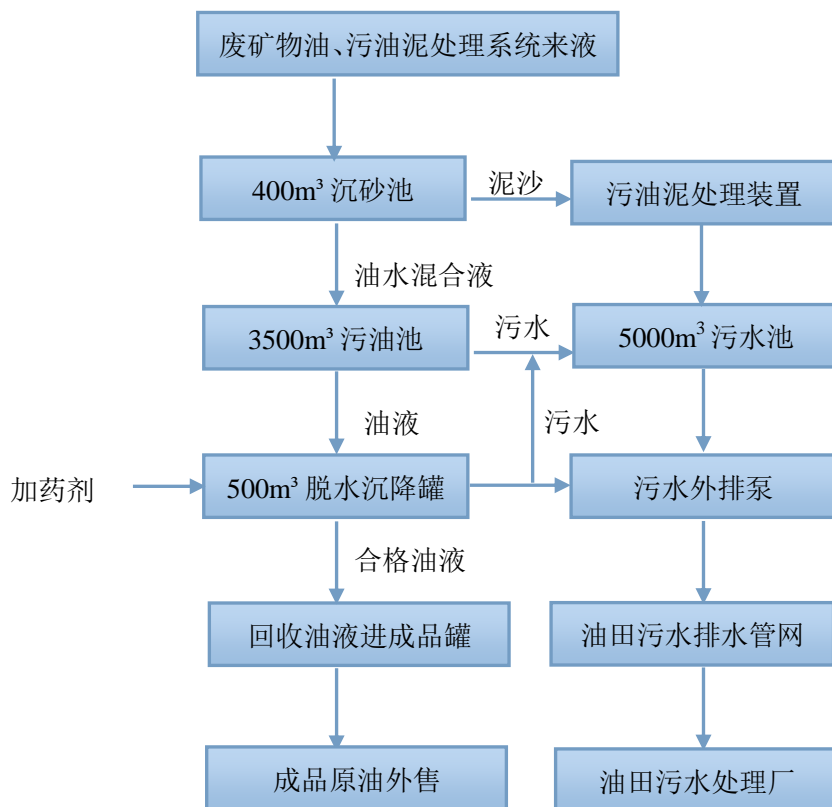 废矿物油、污油泥处理系统来液
400m³ 沉砂池
泥沙
污油泥处理装置
油水混合液
3500m³ 污油池
污水
5000m³ 污水池
油液
污水
加药剂
500m³ 脱水沉降罐
污水外排泵
合格油液
回收油液进成品罐
油田污水排水管网
成品原油外售
油田污水处理厂